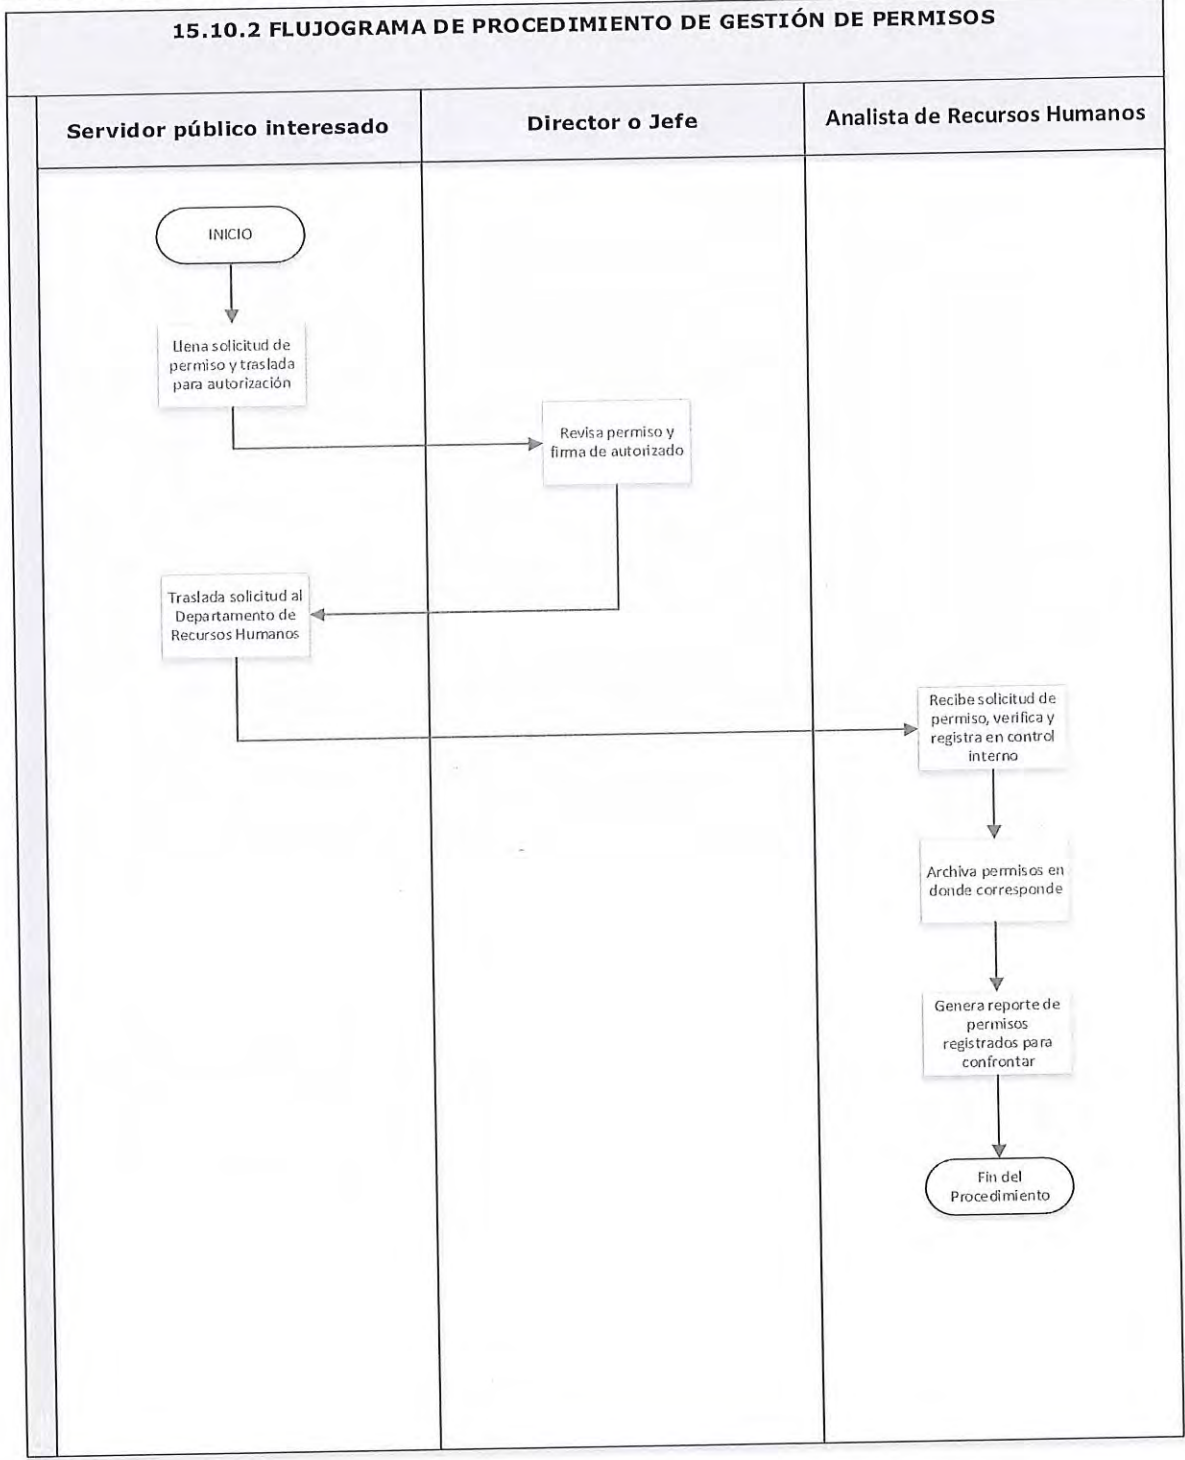 15.10.2 FLUJOGRAMA DE PROCEDIMIENTO DE GESTIÓN DE PERMISOS
Servidor público interesado
Director o Jefe
Analista de Recursos Humanos
INICIO
Llena solicitud de
permiso y traslada
para autorización
Revisa permiso y
firma de autorizado
Traslada solicitud al
Departamento de
Recursos Humanos
Recibe solicitud de
permiso, verifica y
registra en control
interno
Archiva permisos en
donde corresponde
Genera reporte de
permisos
registrados para
confrontar
Fin del
Procedimiento